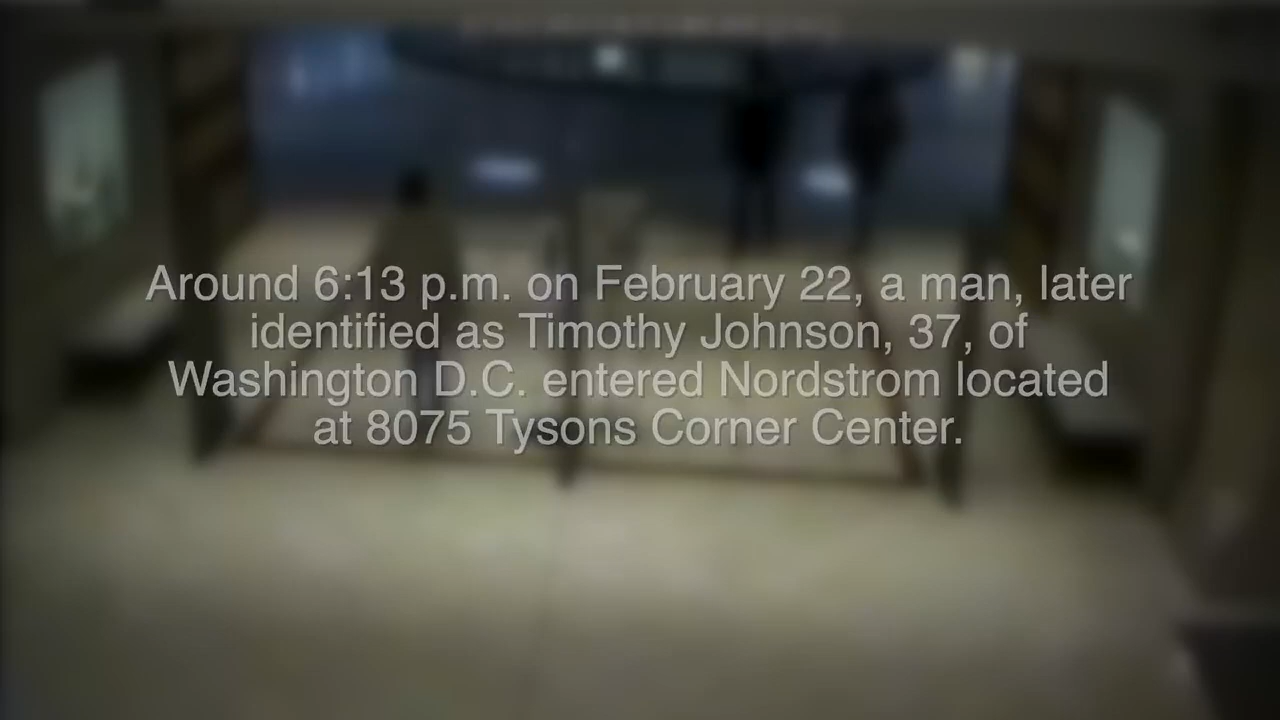 Around 6:13 p.m. on February 22, a man, later
identified as Timothy Johnson, 37, of
Washington D.C. entered Nordstrom located
at 8075 Tysons Corner Center.